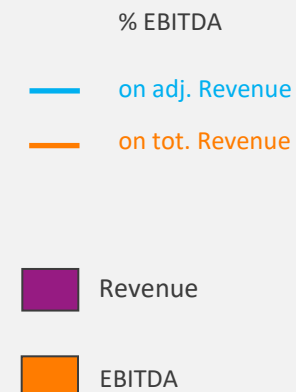 % EBITDA
on adj. Revenue
on tot. Revenue
Revenue
EBITDA